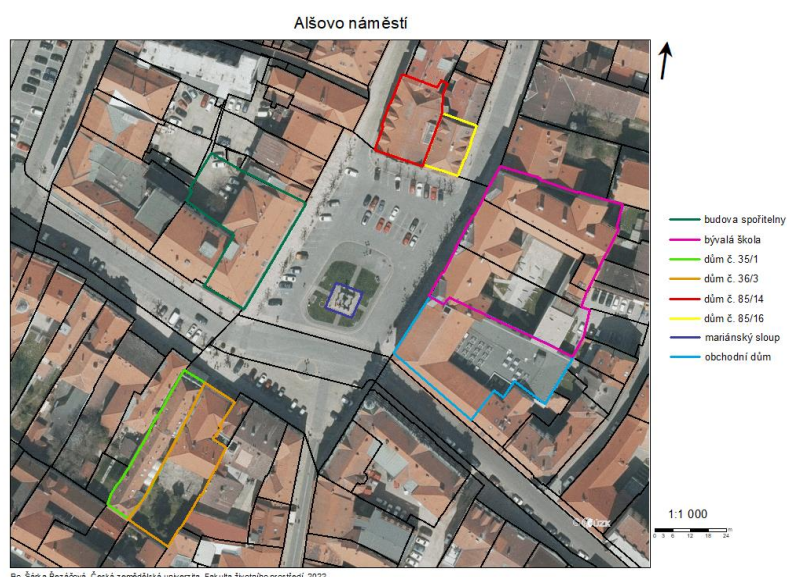 Alšovo náměstí
budova spořitelny
bývalá škola
dům č. 35/1
dům č. 36/3
dům č. 85/14
dům č. 85/16
mariánský sloup
obchodní dům
1:1 000
0 3 6 12 18 24
m
Bc. Šárka Řezáčová, Česká zemědělská univerzita, Fakulta životního prostředí, 2022